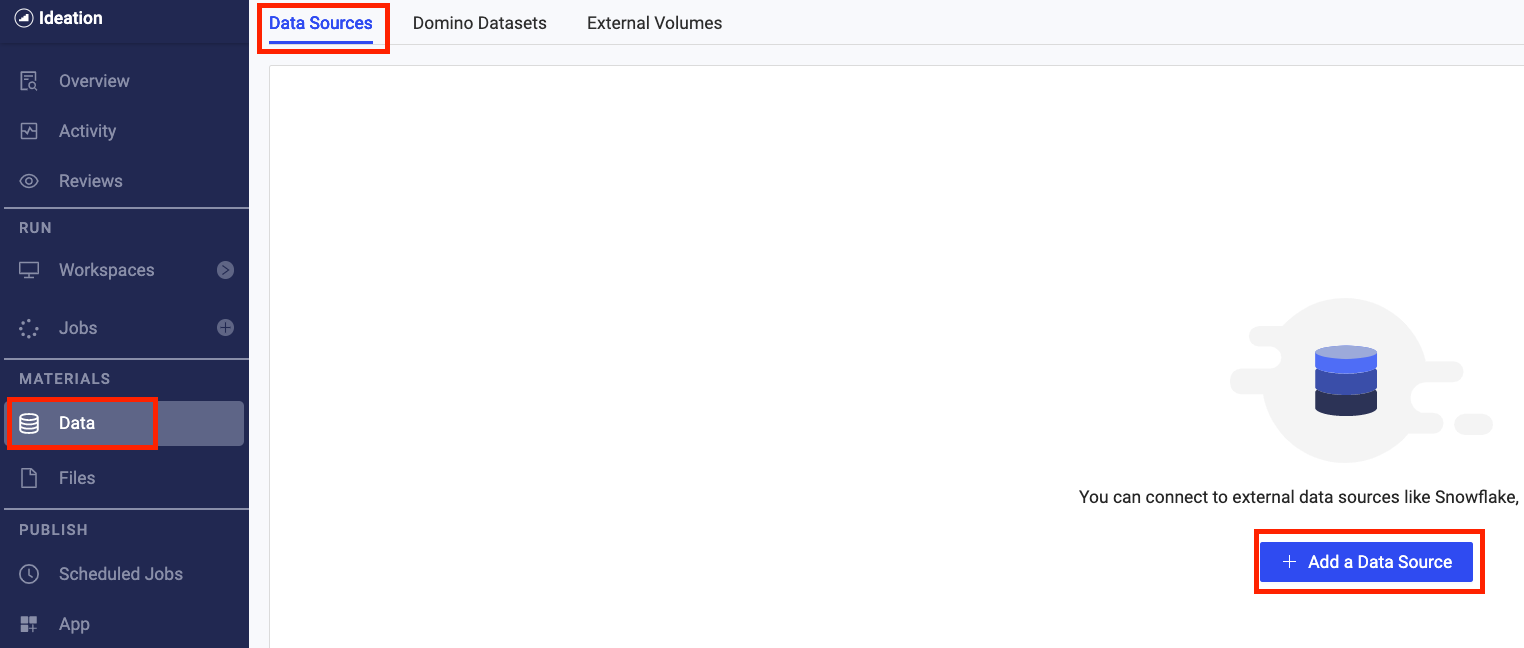 Ideation
Overview
Activity
Reviews
RUN
Workspaces
Jobs
MATERIALS
Data
Files
PUBLISH
Scheduled Jobs
App
Data Sources Domino Datasets External Volumes
You can connect to external data sources like Snowflake,
Add a Data Source